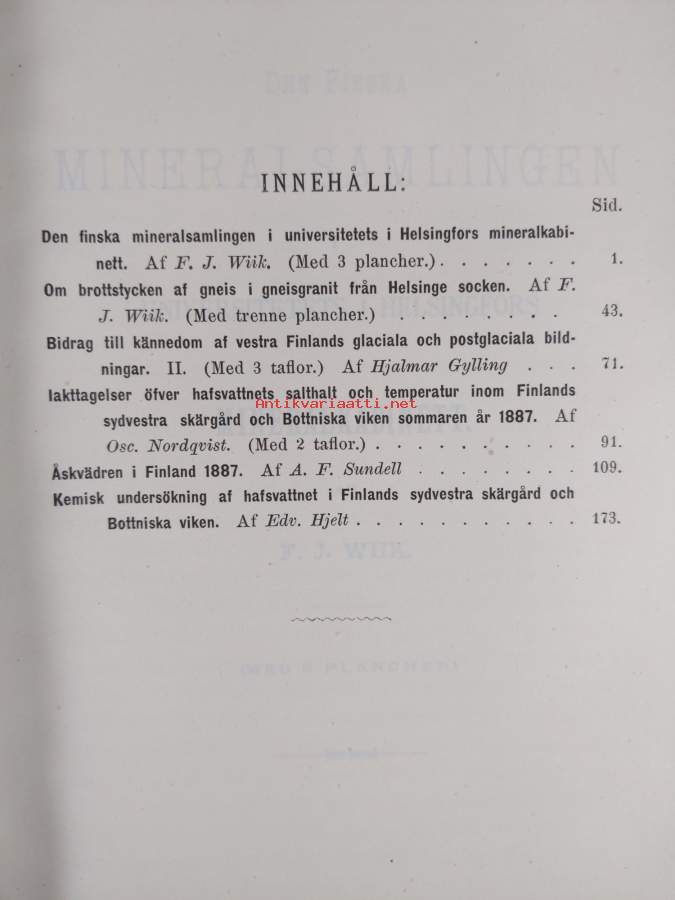 DEN FINSKA
MINERALSAMLINGEN
INNEHÅLL:
Sid.
Den finska mineralsamlingen i universitetets i Helsingfors mineralkabi-
nett. Af F. J. Wiik. (Med 3 plancher.) . . . . . . . 1.
Om brottstycken af gneis i gneisgranit från Helsinge socken. Af F.
J. Wiik. (Med trenne plancher.) . . . . . . . . 43.
Bidrag till kännedom af vestra Finlands glaciala och postglaciala bild-
ningar. II. (Med 3 taflor.) Af Hjalmar Gylling . . . 71.
Iakttagelser öfver hafsvattnets salthalt och temperatur inom Finlands
Antikvariaatti.net
sydvestra skärgård och Bottniska viken sommaren år 1887. Af
Osc. Nordqvist. (Med 2 taflor.) . . . . . . . . . . 91.
Åskvädren i Finland 1887. Af A. F. Sundell . . . . . . . . 109.
Kemisk undersökning af hafsvattnet i Finlands sydvestra skärgård och
Bottniska viken. Af Edv. Hjelt . . . . . . . . . . . 173.
F. J. WIIK.